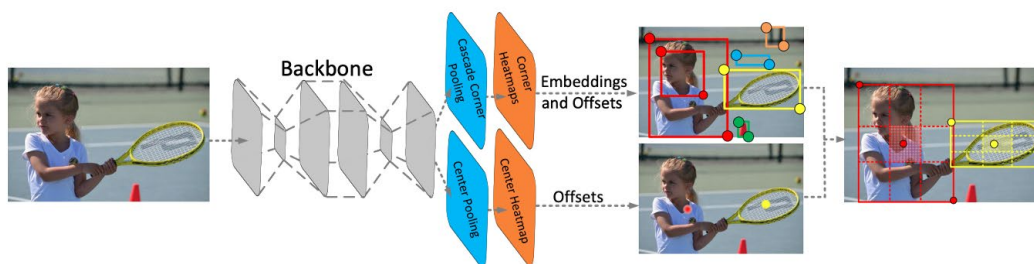 Backbone
Cascade Corner
Pooling
Corner
Heatmaps
Embeddings
and Offsets
Center Pooling
Center Heatmap
Offsets